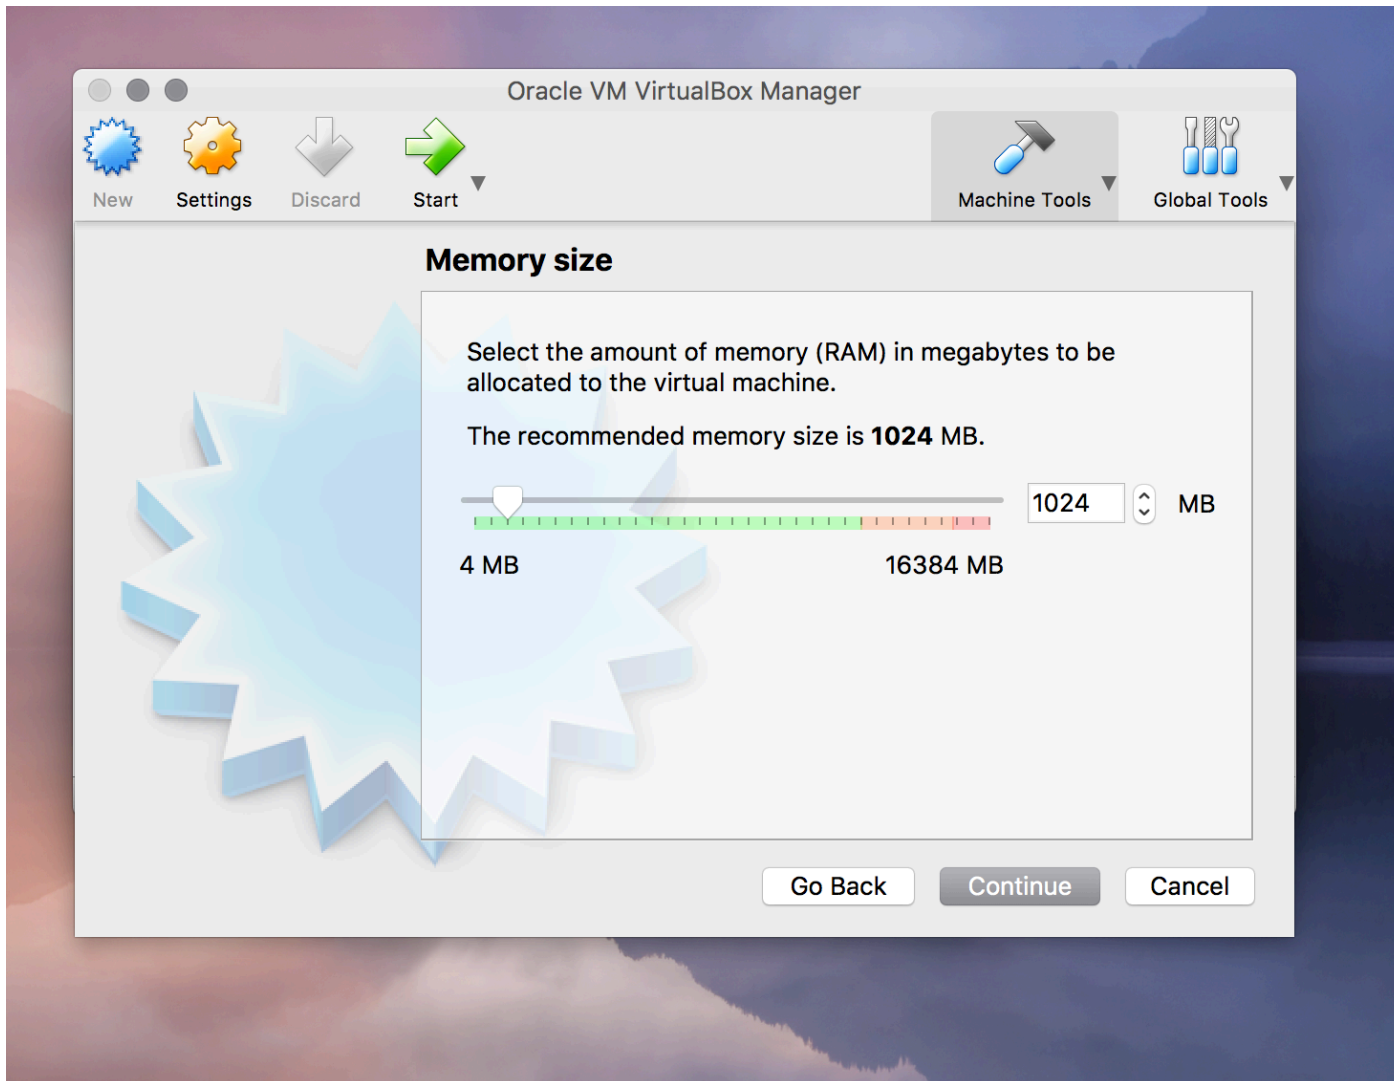 Oracle VM VirtualBox Manager
New
Settings
Discard
Start
Machine Tools
Global Tools
Memory size
Select the amount of memory (RAM) in megabytes to be
allocated to the virtual machine.
The recommended memory size is 1024 MB.
1024 MB
4 MB
16384 MB
Go Back
Continue
Cancel